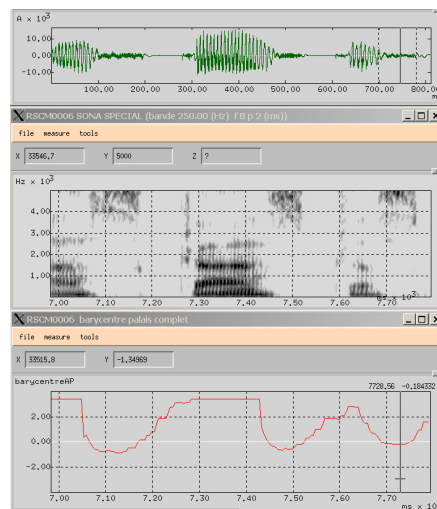 A × 10³
10.00
0.00
-10.00
100.00 200.00 300.00 400.00 500.00 600.00 700.00 800.0
m
RSCM0006 SONA SPECIAL (bande 250.00 (Hz) f 0 p 2 (ms))
file measure tools
X 33546.7 Y 5000 Z ?
Hz × 10³
4.00
3.00
2.00
1.00
ms × 10³
7.00 7.10 7.20 7.30 7.40 7.50 7.60 7.70
RSCM0006 barycentre palais complet
file measure tools
X 33515.8 Y -1.34969
7728.56 -0.184332
barycentreAP
2.00
0.00
-2.00
7.00 7.10 7.20 7.30 7.40 7.50 7.60 7.70
ms × 10